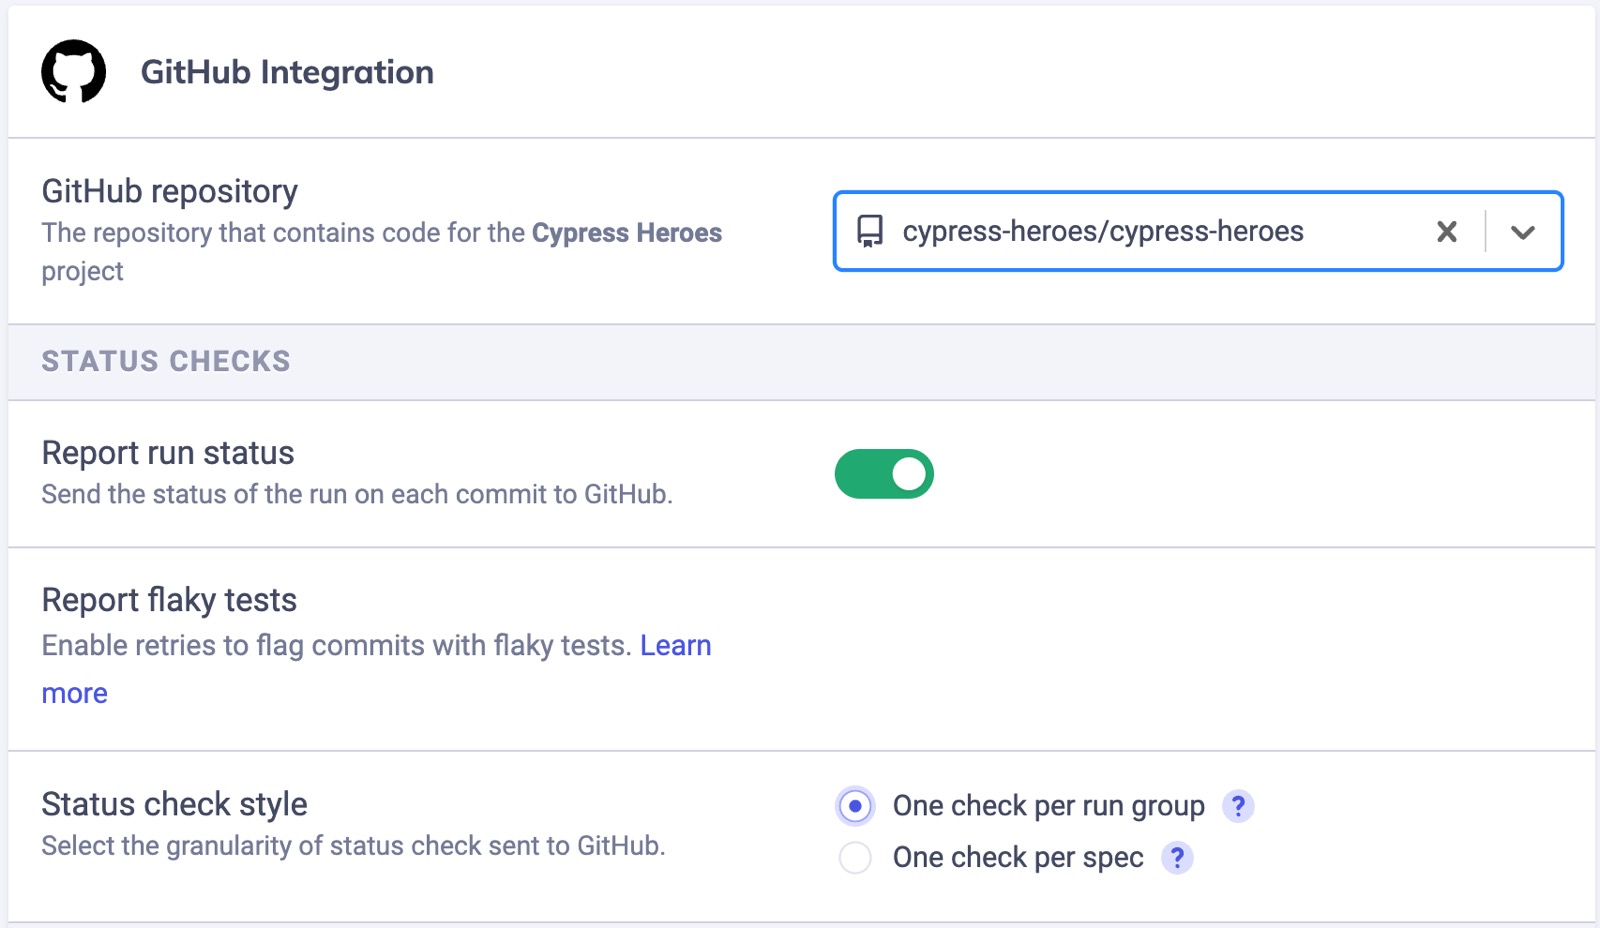 GitHub Integration
GitHub repository
The repository that contains code for the Cypress Heroes
project
cypress-heroes/cypress-heroes
STATUS CHECKS
Report run status
Send the status of the run on each commit to GitHub.
Report flaky tests
Enable retries to flag commits with flaky tests. Learn
more
Status check style
Select the granularity of status check sent to GitHub.
One check per run group ?
One check per spec ?